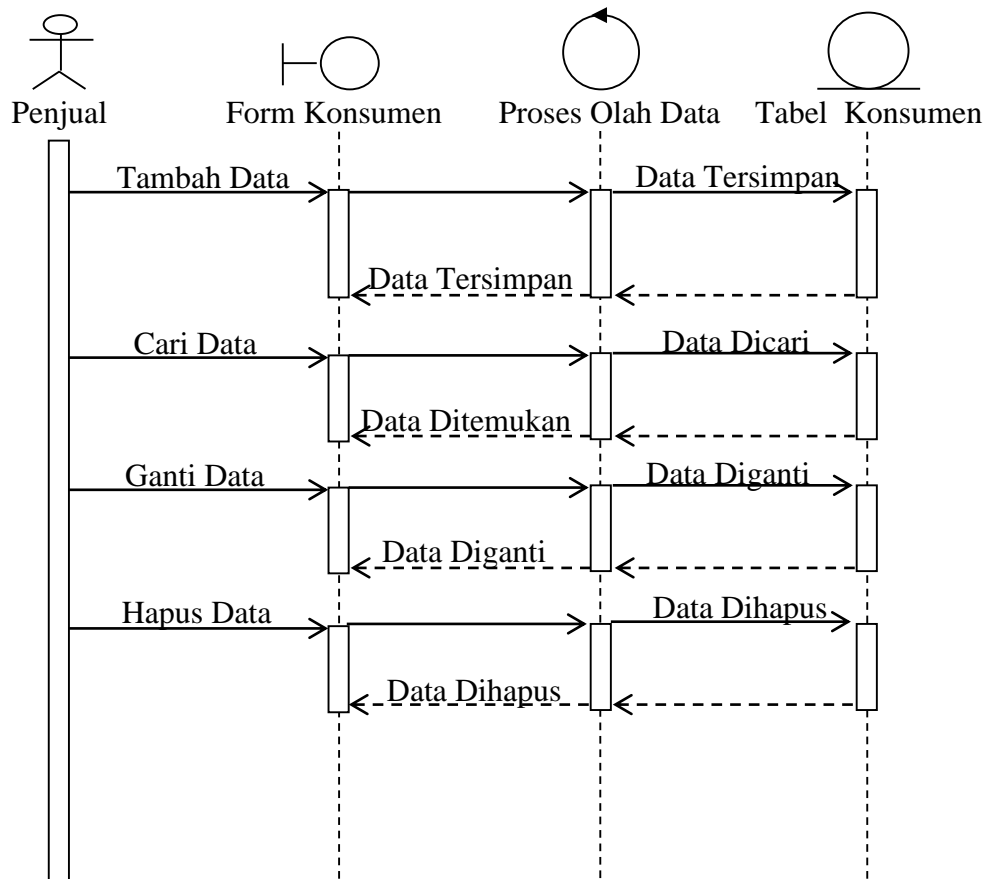 Penjual
Form Konsumen
Proses Olah Data
Tabel Konsumen
Tambah Data
Data Tersimpan
Data Tersimpan
Cari Data
Data Dicari
Data Ditemukan
Ganti Data
Data Diganti
Data Diganti
Hapus Data
Data Dihapus
Data Dihapus